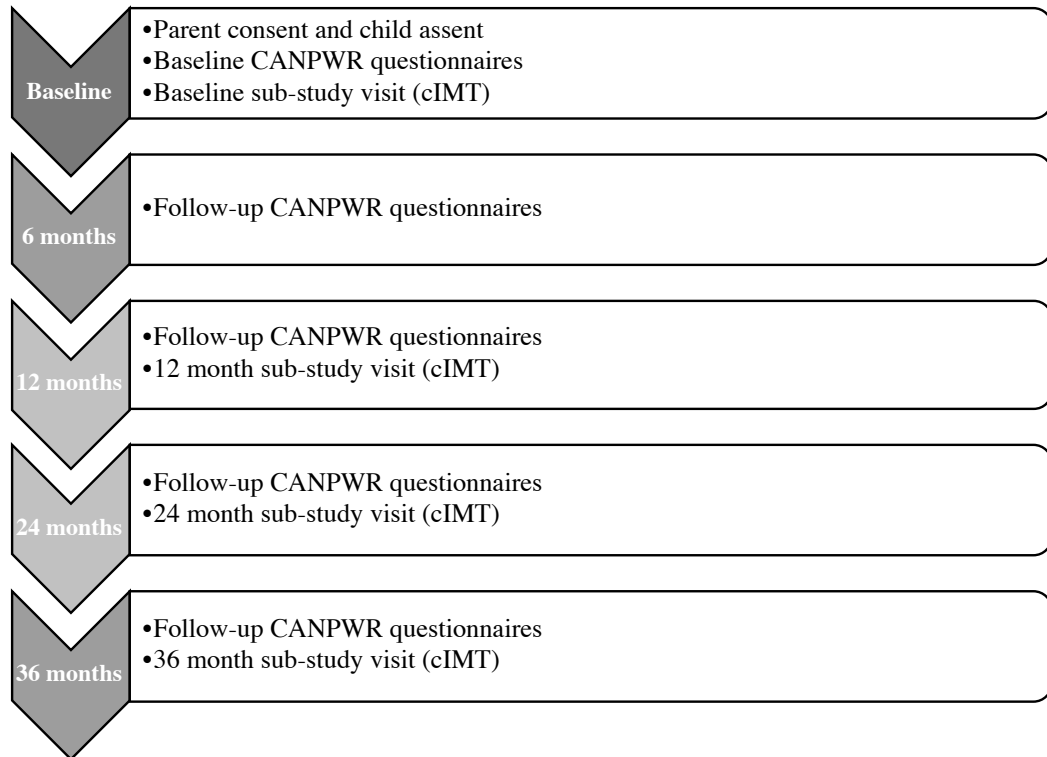 Baseline
•Parent consent and child assent
•Baseline CANPWR questionnaires
•Baseline sub-study visit (cIMT)
6 months
•Follow-up CANPWR questionnaires
12 months
•Follow-up CANPWR questionnaires
•12 month sub-study visit (cIMT)
24 months
•Follow-up CANPWR questionnaires
•24 month sub-study visit (cIMT)
36 months
•Follow-up CANPWR questionnaires
•36 month sub-study visit (cIMT)